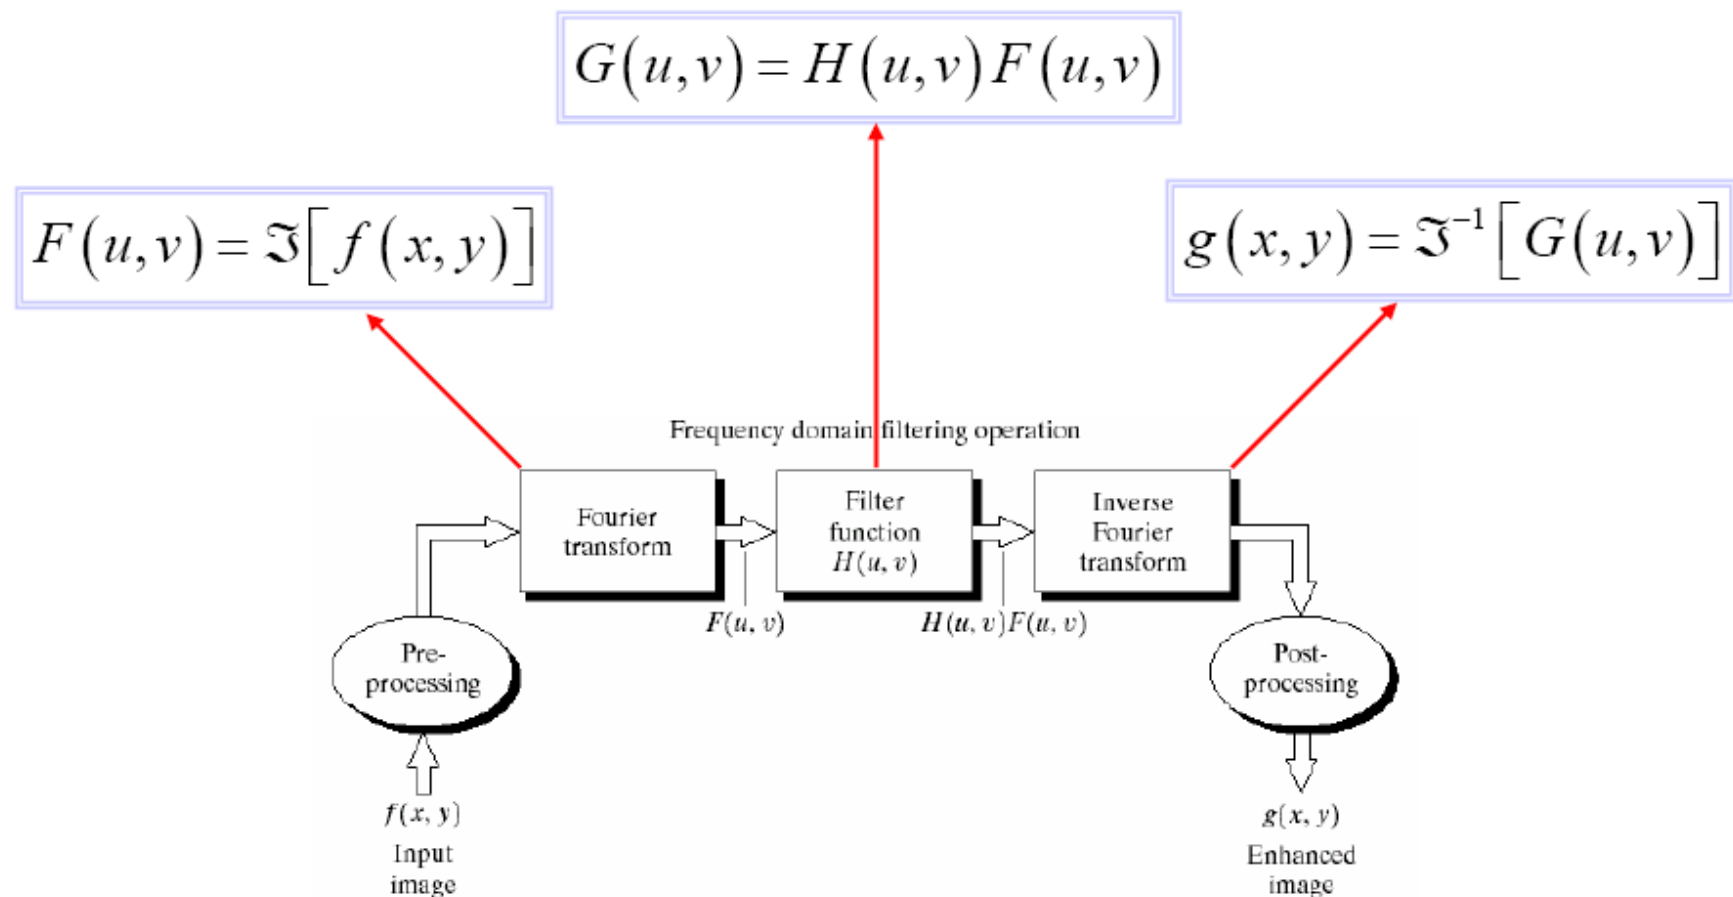 G(u,v) = H(u,v)F(u,v)
F(u,v) = ℑ[f(x,y)]
g(x,y) = ℑ⁻¹[G(u,v)]
Frequency domain filtering operation
Fourier
transform
Filter
function
H(u, v)
Inverse
Fourier
transform
F(u, v)
H(u, v)F(u, v)
Pre-
processing
Post-
processing
f(x, y)
Input
image
g(x, y)
Enhanced
image